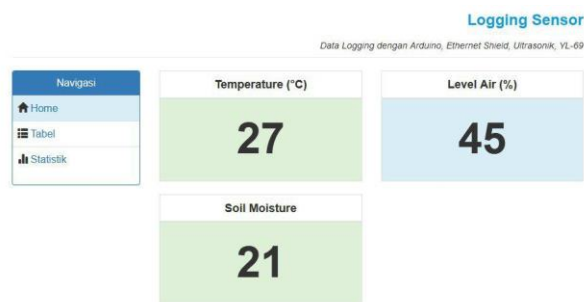 Logging Sensor
Data Logging dengan Arduino, Ethernet Shield, Ultrasonik, YL-69
Navigasi
Home
Tabel
Statistik
Temperature (°C)
27
Level Air (%)
45
Soil Moisture
21